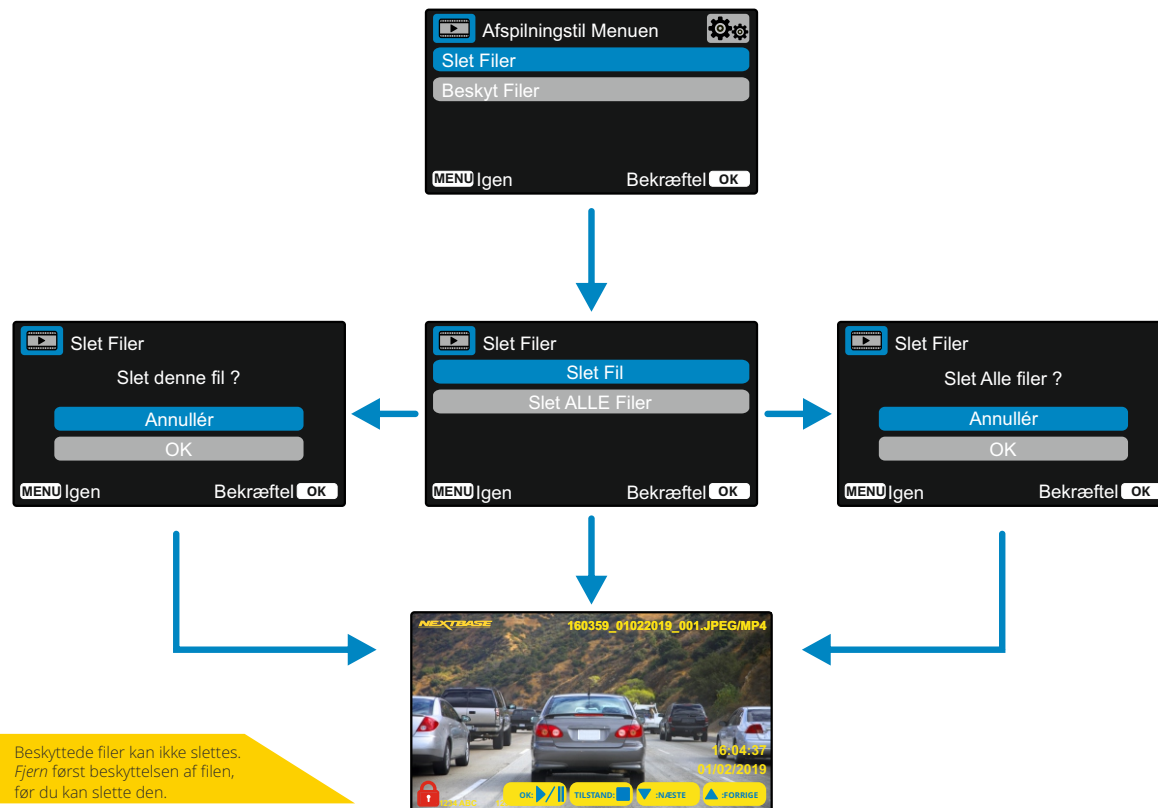 Afspilningstil Menuen
Slet Filer
Beskyt Filer
MENU Igen Bekræftel OK
Slet Filer
Slet denne fil ?
Annullér
OK
MENU Igen Bekræftel OK
Slet Filer
Slet Fil
Slet ALLE Filer
MENU Igen Bekræftel OK
Slet Filer
Slet Alle filer ?
Annullér
OK
MENU Igen Bekræftel OK
NEXTBASE 160359_01022019_001.JPEG/MP4
16:04:37
01/02/2019
OK: TILSTAND: :NÆSTE :FORRIGE
Beskyttede filer kan ikke slettes.
Fjern først beskyttelsen af filen,
før du kan slette den.